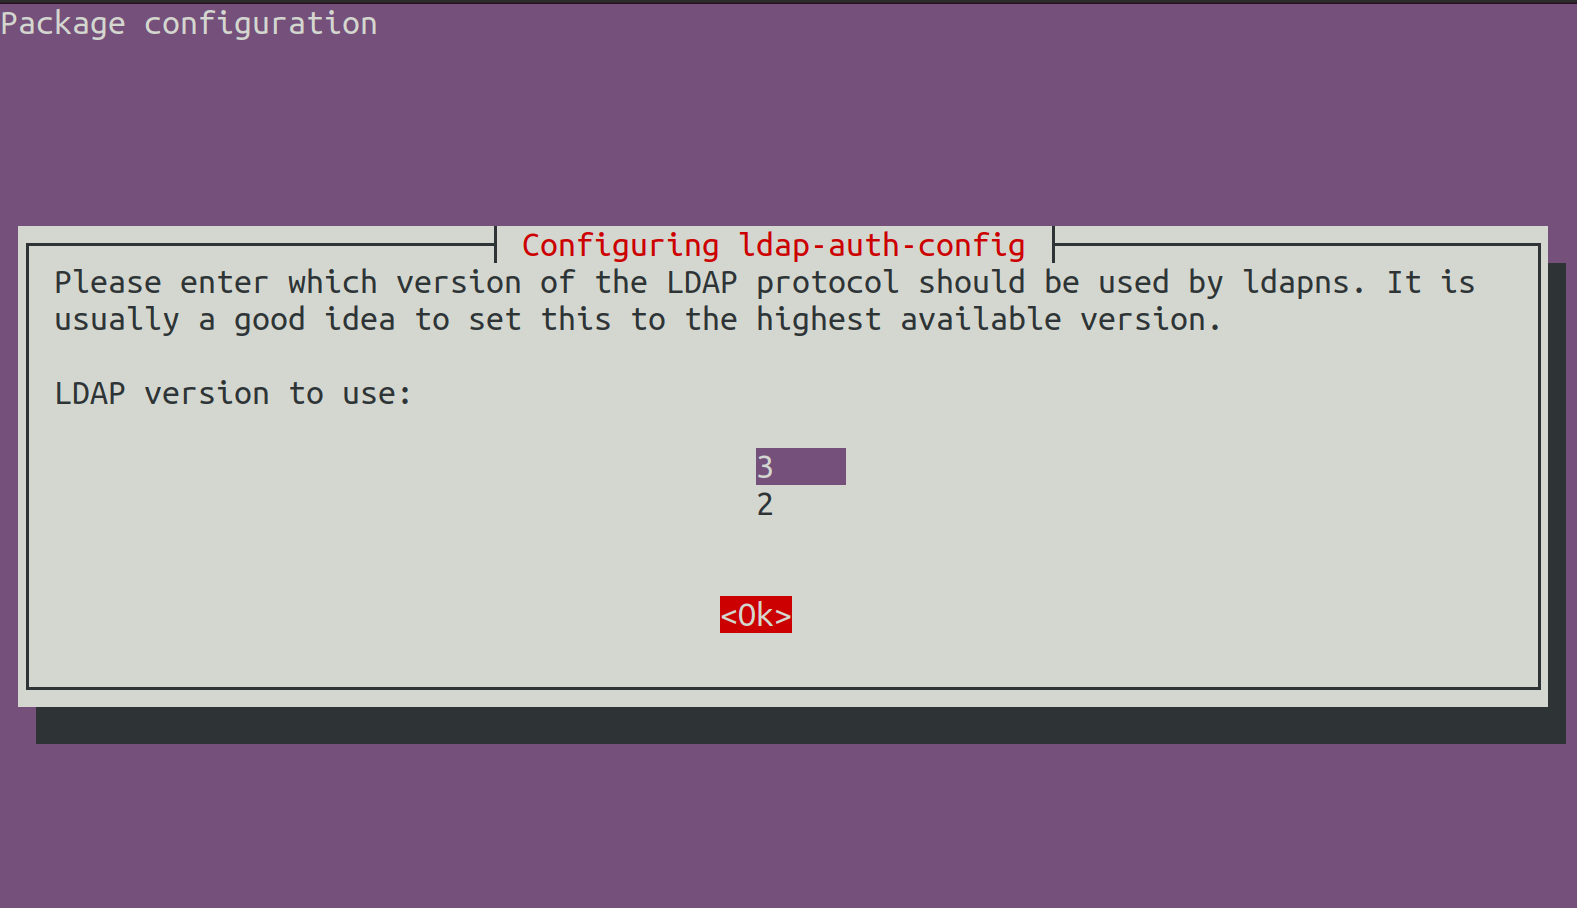 Package configuration
Configuring ldap-auth-config
Please enter which version of the LDAP protocol should be used by ldapns. It is
usually a good idea to set this to the highest available version.
LDAP version to use:
3
2
<Ok>